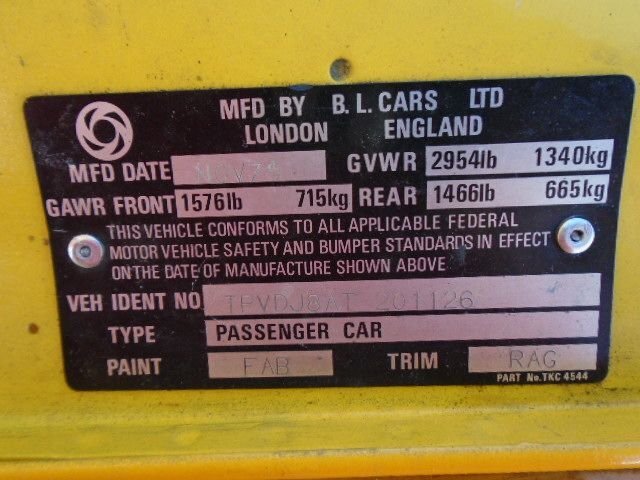 MFD BY B. L. CARS LTD
LONDON ENGLAND
MFD DATE GVWR 2954lb 1340kg
GAWR FRONT 1576lb 715kg REAR 1466lb 665kg
THIS VEHICLE CONFORMS TO ALL APPLICABLE FEDERAL
MOTOR VEHICLE SAFETY AND BUMPER STANDARDS IN EFFECT
ON THE DATE OF MANUFACTURE SHOWN ABOVE
VEH IDENT NO. TPVDJ8AT 201126
TYPE PASSENGER CAR
PAINT FAB TRIM RAG
PART No. TKC 4544